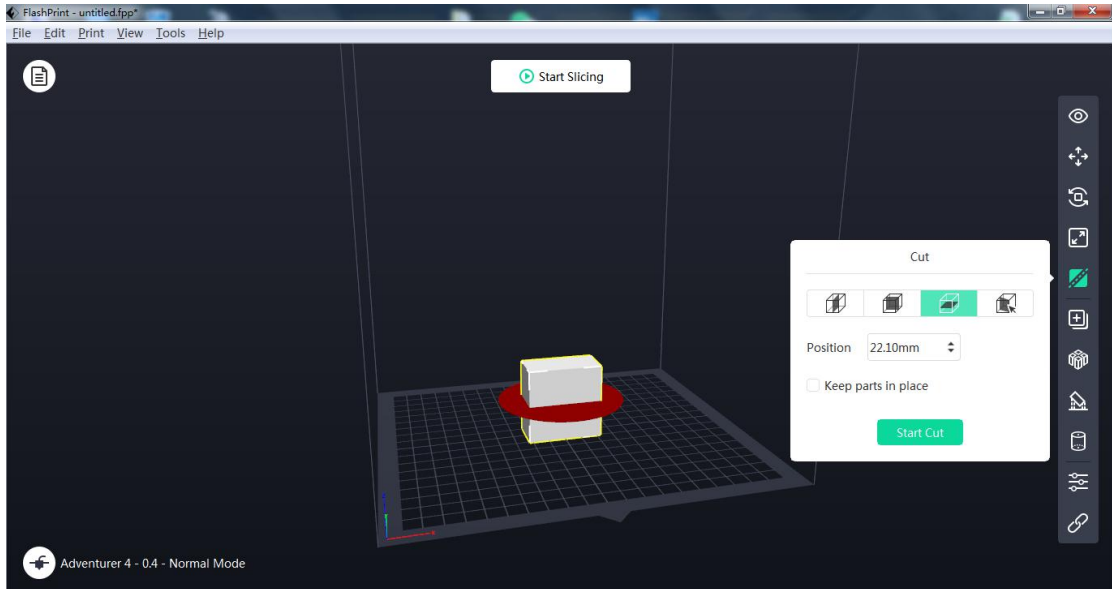 FlashPrint - untitled.fpp*
File Edit Print View Tools Help
Start Slicing
Cut
Position 22.10mm
Keep parts in place
Start Cut
Adventurer 4 - 0.4 - Normal Mode